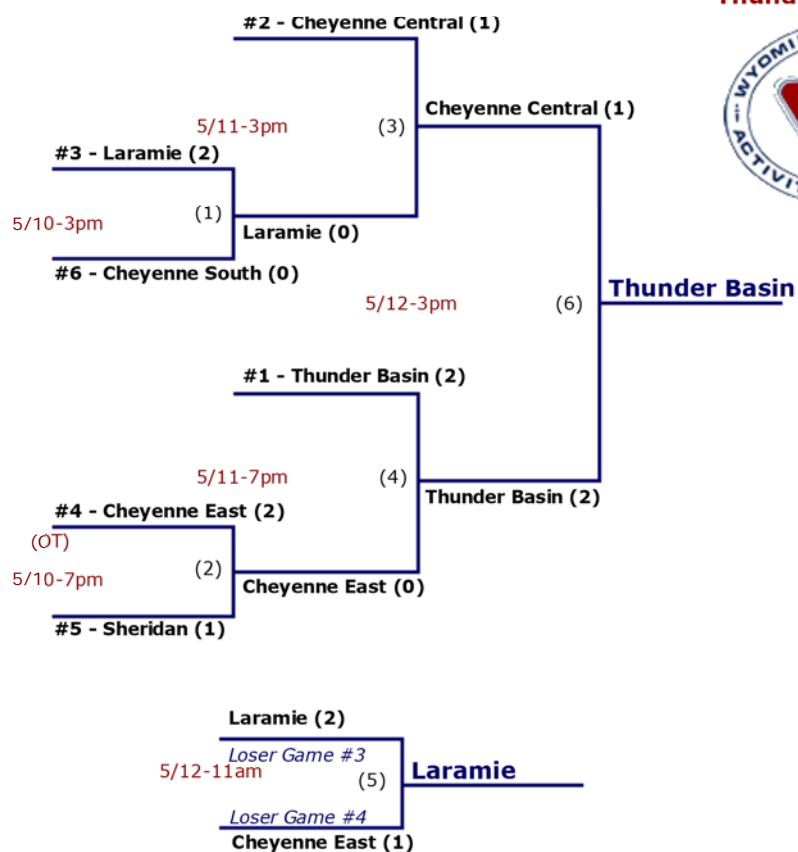 Thund
#2 - Cheyenne Central (1)
WYOMI
ACTIVIT
Cheyenne Central (1)
5/11-3pm
(3)
#3 - Laramie (2)
(1)
5/10-3pm
Laramie (0)
#6 - Cheyenne South (0)
Thunder Basin
5/12-3pm
(6)
#1 - Thunder Basin (2)
5/11-7pm
(4)
Thunder Basin (2)
#4 - Cheyenne East (2)
(OT)
(2)
5/10-7pm
Cheyenne East (0)
#5 - Sheridan (1)
Laramie (2)
Loser Game #3
5/12-11am
(5)
Laramie
Loser Game #4
Cheyenne East (1)